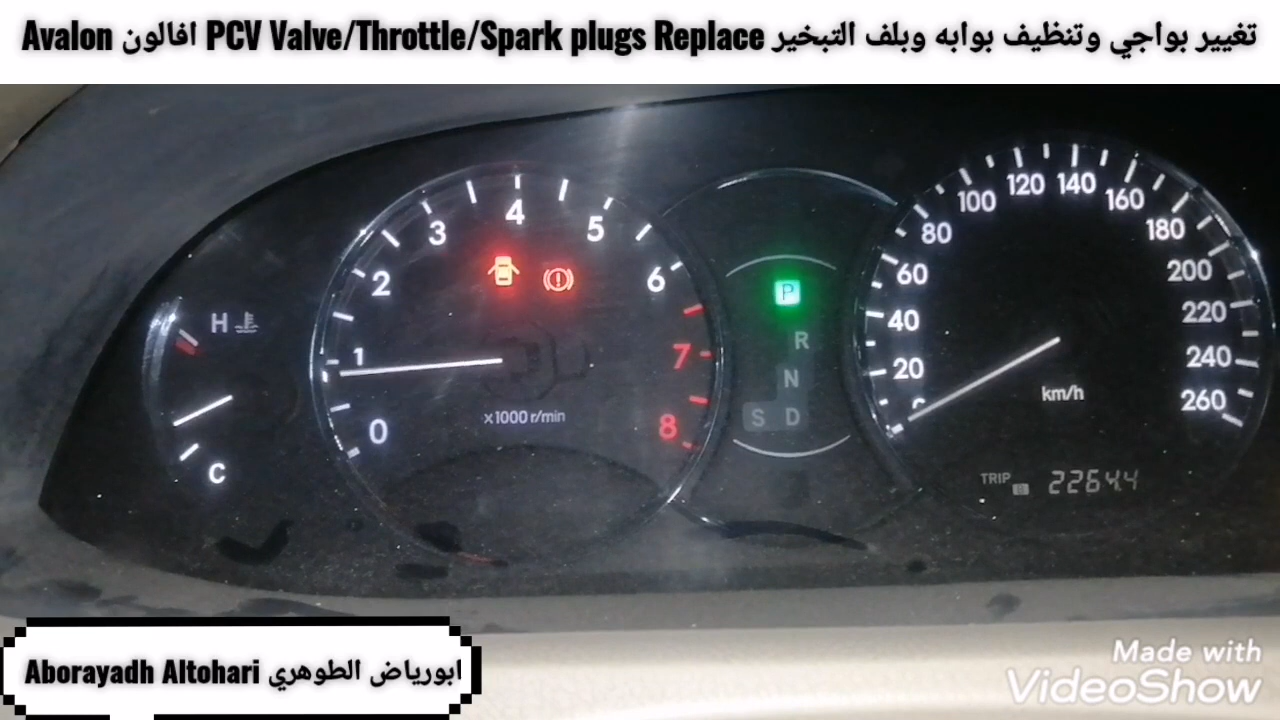 تغيير بواجي وتنظيف بوابه وبلف التبخير PCV Valve/Throttle/Spark plugs Replace افالون Avalon
H
C
0
1
2
3
4
5
6
7
8
x1000 r/min
P
R
N
S D
20
40
60
80
100
120
140
160
180
200
220
240
260
km/h
TRIP B 2264.4
ابورياض الطوهري Aborayadh Altohari
Made with
VideoShow